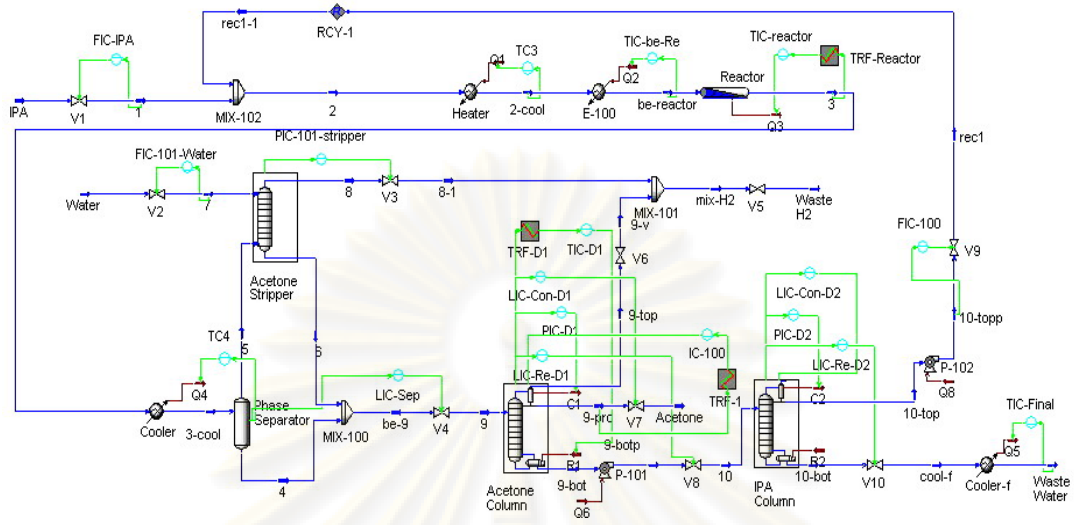 rec1-1
RCY-1
FIC-IPA
TC3
TIC-be-Re
TIC-reactor
TRF-Reactor
Q1
Q2
Reactor
IPA
V1
1
MIX-102
2
Heater
2-cool
E-100
be-reactor
Q3
3
PIC-101-stripper
rec1
FIC-101-Water
Water
V2
7
8
V3
8-1
MIX-101
mix-H2
V5
Waste
H2
9-v
FIC-100
V9
TRF-D1
TIC-D1
V6
Acetone
Stripper
LIC-Con-D1
LIC-Con-D2
10-topp
9-top
PIC-D1
PIC-D2
TC4
5
6
IC-100
LIC-Re-D1
LIC-Re-D2
P-102
Q4
LIC-Sep
TRF-1
Q8
C1
C2
10-top
Cooler
3-cool
Phase
Separator
MIX-100
be-9
V4
9
9-pro
V7
Acetone
TIC-Final
9-botp
Q5
4
R1
R2
Acetone
Column
9-bot
P-101
V8
10
IPA
Column
10-bot
V10
cool-f
Cooler-f
Waste
Water
Q6